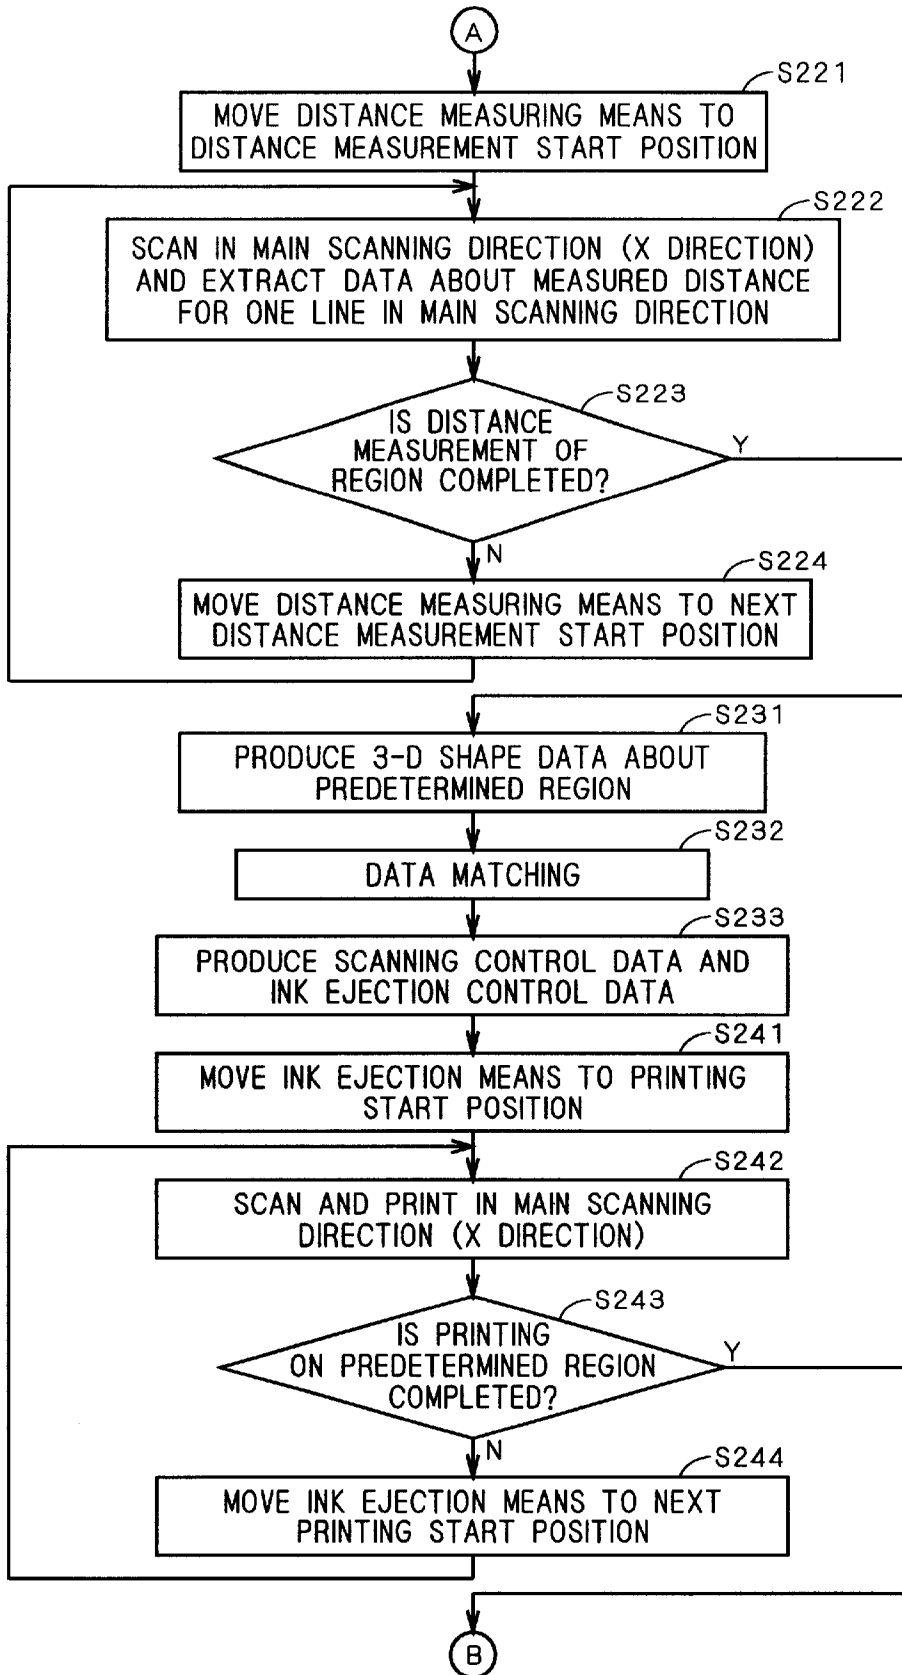 A
S221
MOVE DISTANCE MEASURING MEANS TO
DISTANCE MEASUREMENT START POSITION
S222
SCAN IN MAIN SCANNING DIRECTION (X DIRECTION)
AND EXTRACT DATA ABOUT MEASURED DISTANCE
FOR ONE LINE IN MAIN SCANNING DIRECTION
S223
IS DISTANCE
MEASUREMENT OF
REGION COMPLETED?
Y
N
S224
MOVE DISTANCE MEASURING MEANS TO NEXT
DISTANCE MEASUREMENT START POSITION
S231
PRODUCE 3-D SHAPE DATA ABOUT
PREDETERMINED REGION
S232
DATA MATCHING
S233
PRODUCE SCANNING CONTROL DATA AND
INK EJECTION CONTROL DATA
S241
MOVE INK EJECTION MEANS TO PRINTING
START POSITION
S242
SCAN AND PRINT IN MAIN SCANNING
DIRECTION (X DIRECTION)
S243
IS PRINTING
ON PREDETERMINED REGION
COMPLETED?
Y
N
S244
MOVE INK EJECTION MEANS TO NEXT
PRINTING START POSITION
B